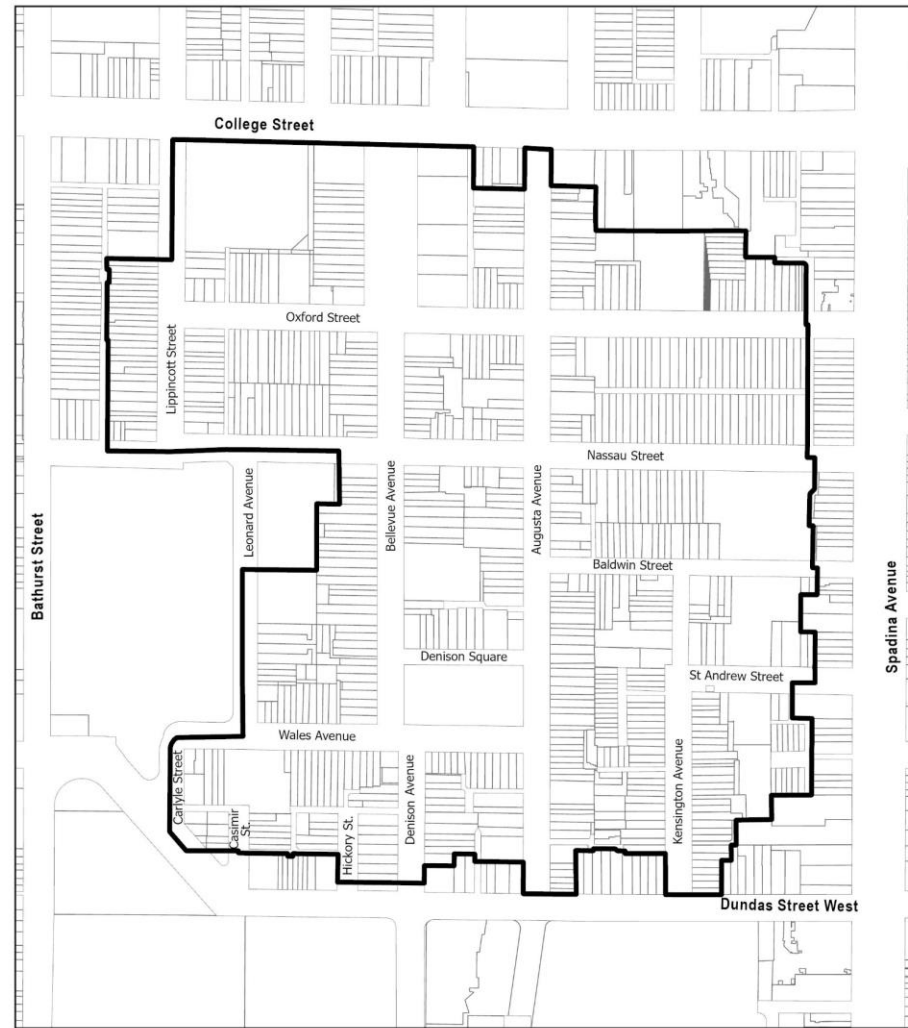 College Street
Oxford Street
Lippincott Street
Nassau Street
Leonard Avenue
Bellevue Avenue
Augusta Avenue
Baldwin Street
Bathurst Street
Spadina Avenue
Denison Square
St Andrew Street
Wales Avenue
Carlyle Street
Casimir
St.
Hickory St.
Denison Avenue
Kensington Avenue
Dundas Street West